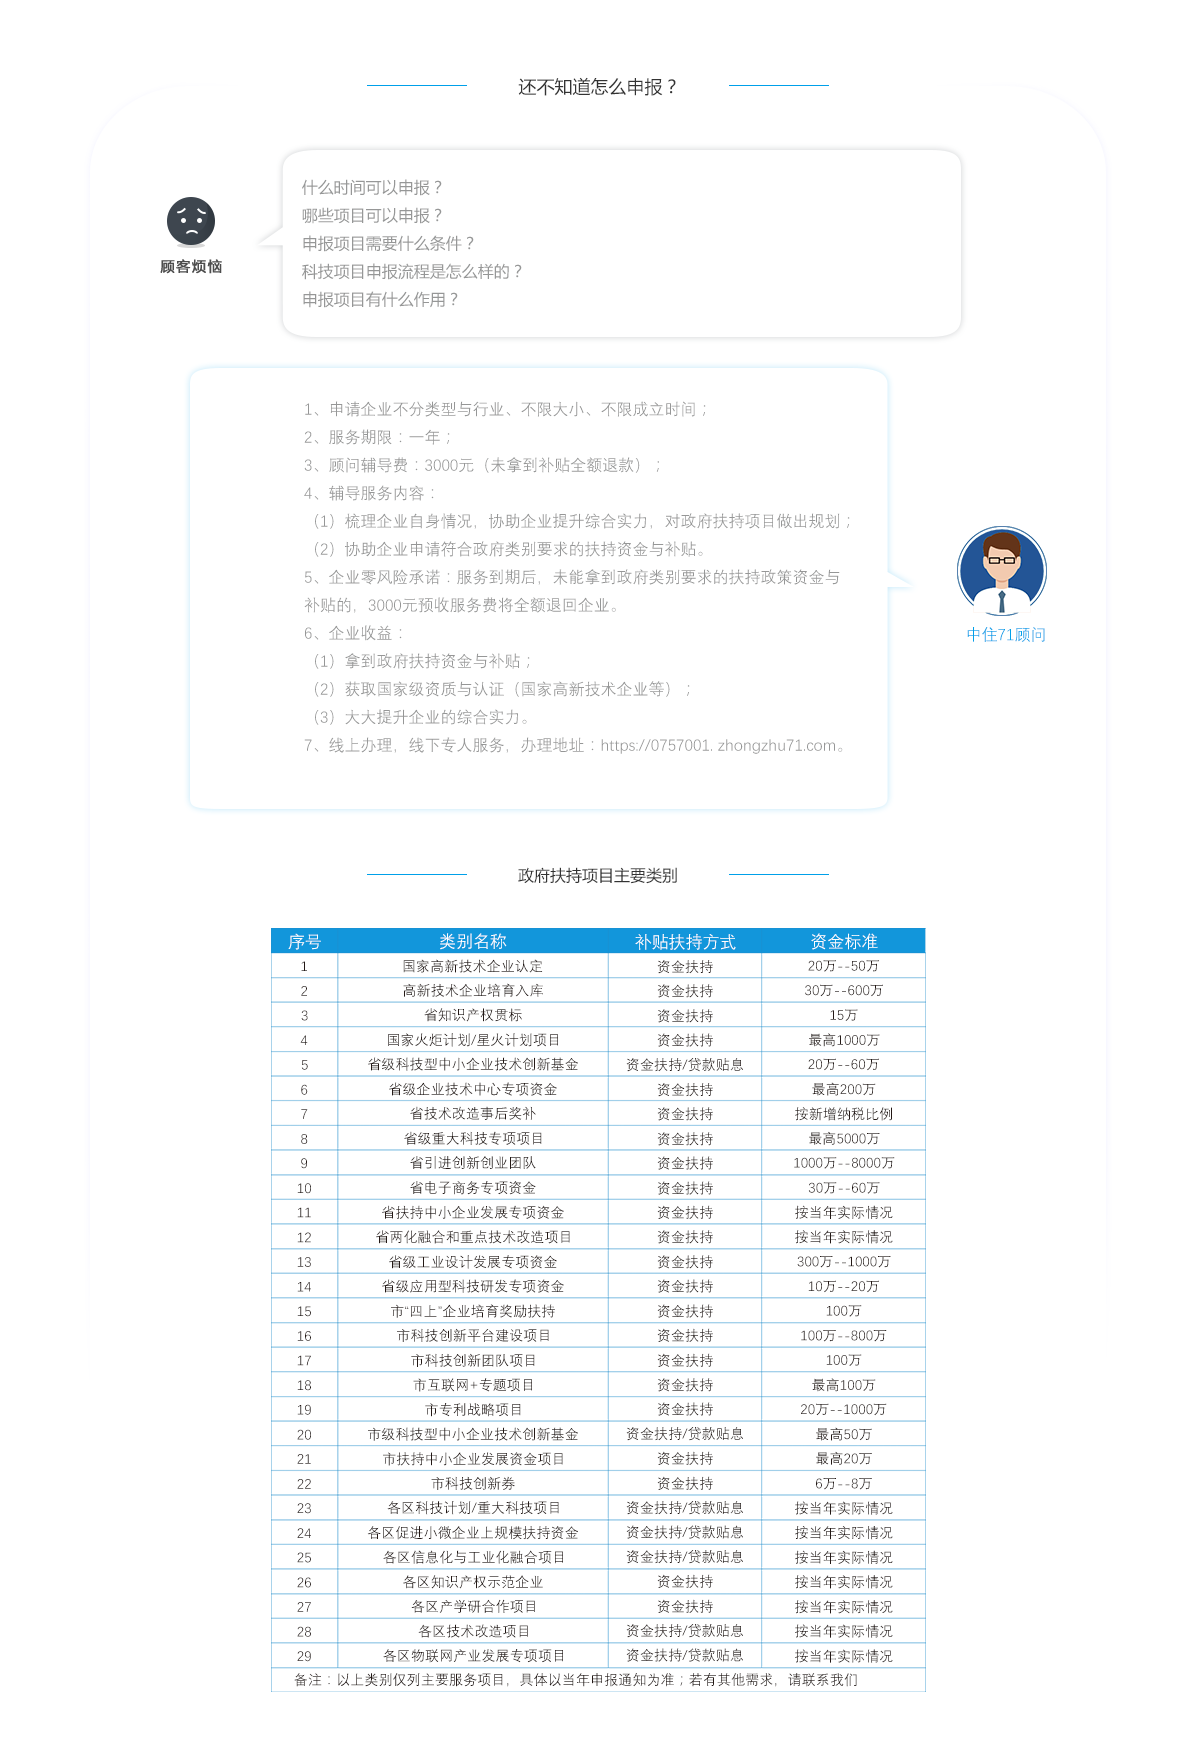 还不知道怎么申报？
什么时间可以申报？
哪些项目可以申报？
申报项目需要什么条件？
科技项目申报流程是怎么样的？
申报项目有什么作用？
顾客烦恼
1、申请企业不分类型与行业、不限大小、不限成立时间；
2、服务期限：一年；
3、顾问辅导费：3000元（未拿到补贴全额退款）；
4、辅导服务内容：
（1）梳理企业自身情况，协助企业提升综合实力，对政府扶持项目做出规划；
（2）协助企业申请符合政府类别要求的扶持资金与补贴。
5、企业零风险承诺：服务到期后，未能拿到政府类别要求的扶持政策资金与
补贴的，3000元预收服务费将全额退回企业。
6、企业收益：
（1）拿到政府扶持资金与补贴；
（2）获取国家级资质与认证（国家高新技术企业等）；
（3）大大提升企业的综合实力。
7、线上办理，线下专人服务，办理地址：https://0757001. zhongzhu71.com。
中住71顾问
政府扶持项目主要类别
序号 类别名称 补贴扶持方式 资金标准
1 国家高新技术企业认定 资金扶持 20万--50万
2 高新技术企业培育入库 资金扶持 30万--600万
3 省知识产权贯标 资金扶持 15万
4 国家火炬计划/星火计划项目 资金扶持 最高1000万
5 省级科技型中小企业技术创新基金 资金扶持/贷款贴息 20万--60万
6 省级企业技术中心专项资金 资金扶持 最高200万
7 省技术改造事后奖补 资金扶持 按新增纳税比例
8 省级重大科技专项项目 资金扶持 最高5000万
9 省引进创新创业团队 资金扶持 1000万--8000万
10 省电子商务专项资金 资金扶持 30万--60万
11 省扶持中小企业发展专项资金 资金扶持 按当年实际情况
12 省两化融合和重点技术改造项目 资金扶持 按当年实际情况
13 省级工业设计发展专项资金 资金扶持 300万--1000万
14 省级应用型科技研发专项资金 资金扶持 10万--20万
15 市“四上”企业培育奖励扶持 资金扶持 100万
16 市科技创新平台建设项目 资金扶持 100万--800万
17 市科技创新团队项目 资金扶持 100万
18 市互联网+专题项目 资金扶持 最高100万
19 市专利战略项目 资金扶持 20万--1000万
20 市级科技型中小企业技术创新基金 资金扶持/贷款贴息 最高50万
21 市扶持中小企业发展资金项目 资金扶持 最高20万
22 市科技创新券 资金扶持 6万--8万
23 各区科技计划/重大科技项目 资金扶持/贷款贴息 按当年实际情况
24 各区促进小微企业上规模扶持资金 资金扶持/贷款贴息 按当年实际情况
25 各区信息化与工业化融合项目 资金扶持/贷款贴息 按当年实际情况
26 各区知识产权示范企业 资金扶持 按当年实际情况
27 各区产学研合作项目 资金扶持 按当年实际情况
28 各区技术改造项目 资金扶持/贷款贴息 按当年实际情况
29 各区物联网产业发展专项项目 资金扶持/贷款贴息 按当年实际情况
备注：以上类别仅列主要服务项目，具体以当年申报通知为准；若有其他需求，请联系我们